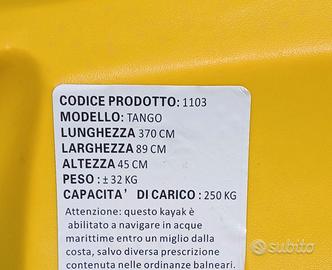 CODICE PRODOTTO: 1103
MODELLO: TANGO
LUNGHEZZA 370 CM
LARGHEZZA 89 CM
ALTEZZA 45 CM
PESO : ± 32 KG
CAPACITA' DI CARICO : 250 KG
Attenzione: questo kayak è
abilitato a navigare in acque
marittime entro un miglio dalla
costa, salvo diversa prescrizione
contenuta nelle ordinanze balneari.
subito